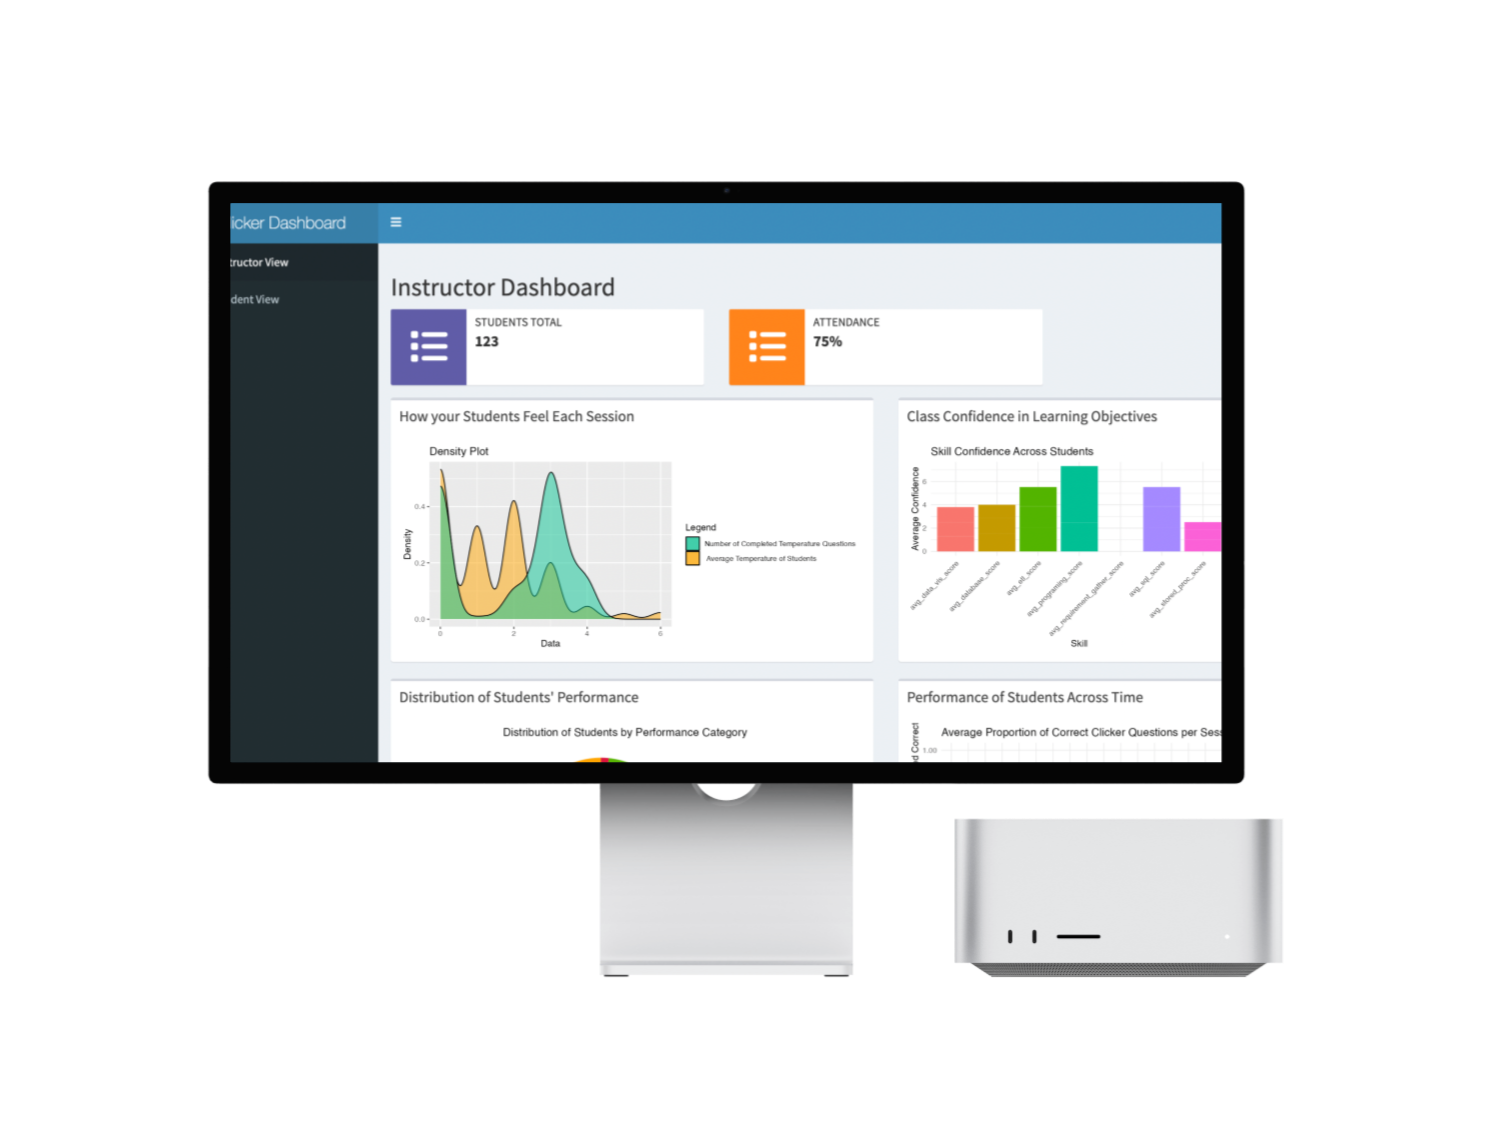 icker Dashboard
tructor View
dent View
Instructor Dashboard
STUDENTS TOTAL
123
ATTENDANCE
75%
How your Students Feel Each Session
Density Plot
Density
0.4
0.2
0.0
0 2 4 6
Data
Legend
Number of Completed Temperature Questions
Average Temperature of Students
Class Confidence in Learning Objectives
Skill Confidence Across Students
Average Confidence
6
4
2
0
avg_data_vis_score
avg_database_score
avg_etl_score
avg_programing_score
avg_requirement_gather_score
avg_sql_score
avg_stored_proc_score
Skill
Distribution of Students' Performance
Distribution of Students by Performance Category
Performance of Students Across Time
Average Proportion of Correct Clicker Questions per Sess
d Correct
1.00